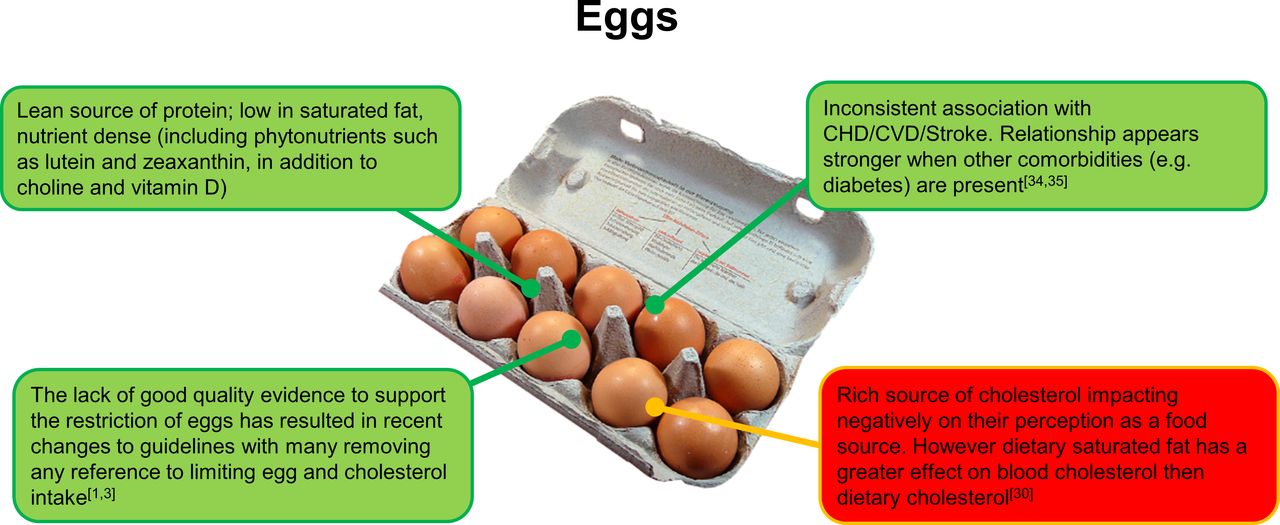 Eggs
Lean source of protein; low in saturated fat,
nutrient dense (including phytonutrients such
as lutein and zeaxanthin, in addition to
choline and vitamin D)
Inconsistent association with
CHD/CVD/Stroke. Relationship appears
stronger when other comorbidities (e.g.
diabetes) are present[34,35]
The lack of good quality evidence to support
the restriction of eggs has resulted in recent
changes to guidelines with many removing
any reference to limiting egg and cholesterol
intake[1,3]
Rich source of cholesterol impacting
negatively on their perception as a food
source. However dietary saturated fat has a
greater effect on blood cholesterol then
dietary cholesterol[30]